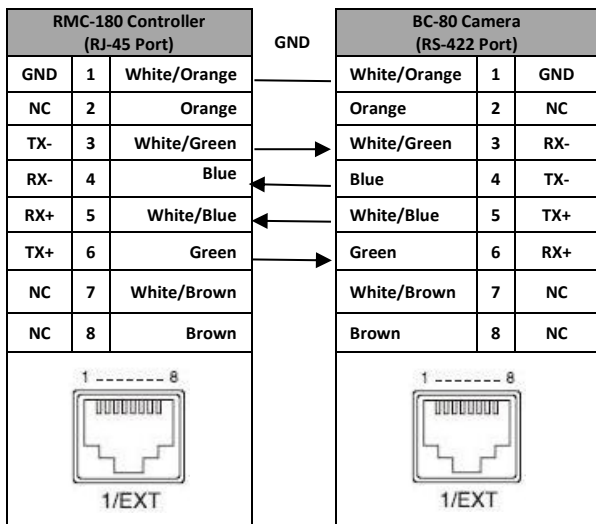 RMC-180 Controller
(RJ-45 Port)
GND
BC-80 Camera
(RS-422 Port)
GND 1 White/Orange White/Orange 1 GND
NC 2 Orange Orange 2 NC
TX- 3 White/Green White/Green 3 RX-
RX- 4 Blue Blue 4 TX-
RX+ 5 White/Blue White/Blue 5 TX+
TX+ 6 Green Green 6 RX+
NC 7 White/Brown White/Brown 7 NC
NC 8 Brown Brown 8 NC
1 ------- 8 1 ------- 8
1/EXT 1/EXT